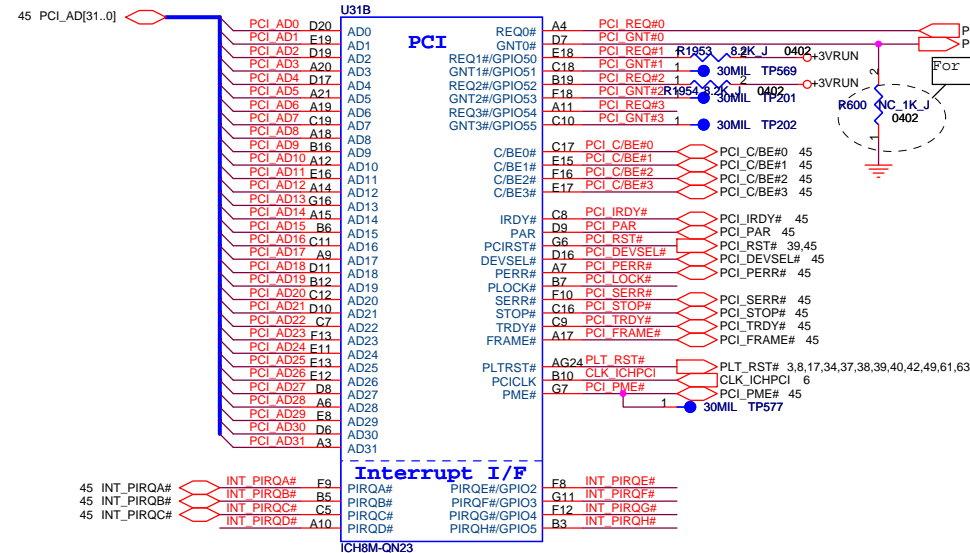 U31B
PCI
45 PCI_AD[31..0]
PCI_AD0 D20 AD0
PCI_AD1 E19 AD1
PCI_AD2 D19 AD2
PCI_AD3 A20 AD3
PCI_AD4 D17 AD4
PCI_AD5 A21 AD5
PCI_AD6 A19 AD6
PCI_AD7 C19 AD7
PCI_AD8 A18 AD8
PCI_AD9 B16 AD9
PCI_AD10 A12 AD10
PCI_AD11 E16 AD11
PCI_AD12 A14 AD12
PCI_AD13 G16 AD13
PCI_AD14 A15 AD14
PCI_AD15 B6 AD15
PCI_AD16 C11 AD16
PCI_AD17 A9 AD17
PCI_AD18 D11 AD18
PCI_AD19 B12 AD19
PCI_AD20 C12 AD20
PCI_AD21 D10 AD21
PCI_AD22 C7 AD22
PCI_AD23 F13 AD23
PCI_AD24 E11 AD24
PCI_AD25 E13 AD25
PCI_AD26 E12 AD26
PCI_AD27 D8 AD27
PCI_AD28 A6 AD28
PCI_AD29 E8 AD29
PCI_AD30 D6 AD30
PCI_AD31 A3 AD31
REQ0# A4 PCI_REQ#0 P
GNT0# D7 PCI_GNT#0 P
REQ1#/GPIO50 E18 PCI_REQ#1 1 R1953 8.2K_J 2 0402 +3VRUN
GNT1#/GPIO51 C18 PCI_GNT#1 1 30MIL TP569
REQ2#/GPIO52 B19 PCI_REQ#2 1 R1954 8.2K_J 2 0402 +3VRUN
GNT2#/GPIO53 F18 PCI_GNT#2 1 30MIL TP201
REQ3#/GPIO54 A11 PCI_REQ#3
GNT3#/GPIO55 C10 PCI_GNT#3 1 30MIL TP202
For
2
R600 NC_1K_J
0402
1
C/BE0# C17 PCI_C/BE#0 PCI_C/BE#0 45
C/BE1# E15 PCI_C/BE#1 PCI_C/BE#1 45
C/BE2# F16 PCI_C/BE#2 PCI_C/BE#2 45
C/BE3# E17 PCI_C/BE#3 PCI_C/BE#3 45
IRDY# C8 PCI_IRDY# PCI_IRDY# 45
PAR D9 PCI_PAR PCI_PAR 45
PCIRST# G6 PCI_RST# PCI_RST# 39,45
DEVSEL# D16 PCI_DEVSEL# PCI_DEVSEL# 45
PERR# A7 PCI_PERR# PCI_PERR# 45
PLOCK# B7 PCI_LOCK#
SERR# F10 PCI_SERR# PCI_SERR# 45
STOP# C16 PCI_STOP# PCI_STOP# 45
TRDY# C9 PCI_TRDY# PCI_TRDY# 45
FRAME# A17 PCI_FRAME# PCI_FRAME# 45
PLTRST# AG24 PLT_RST# PLT_RST# 3,8,17,34,37,38,39,40,42,49,61,63
PCICLK B10 CLK_ICHPCI CLK_ICHPCI 6
PME# G7 PCI_PME# PCI_PME# 45
1 30MIL TP577
Interrupt I/F
45 INT_PIRQA# INT_PIRQA# F9 PIRQA#
45 INT_PIRQB# INT_PIRQB# B5 PIRQB#
45 INT_PIRQC# INT_PIRQC# C5 PIRQC#
INT_PIRQD# A10 PIRQD#
PIRQE#/GPIO2 F8 INT_PIRQE#
PIRQF#/GPIO3 G11 INT_PIRQF#
PIRQG#/GPIO4 F12 INT_PIRQG#
PIRQH#/GPIO5 B3 INT_PIRQH#
ICH8M-QN23